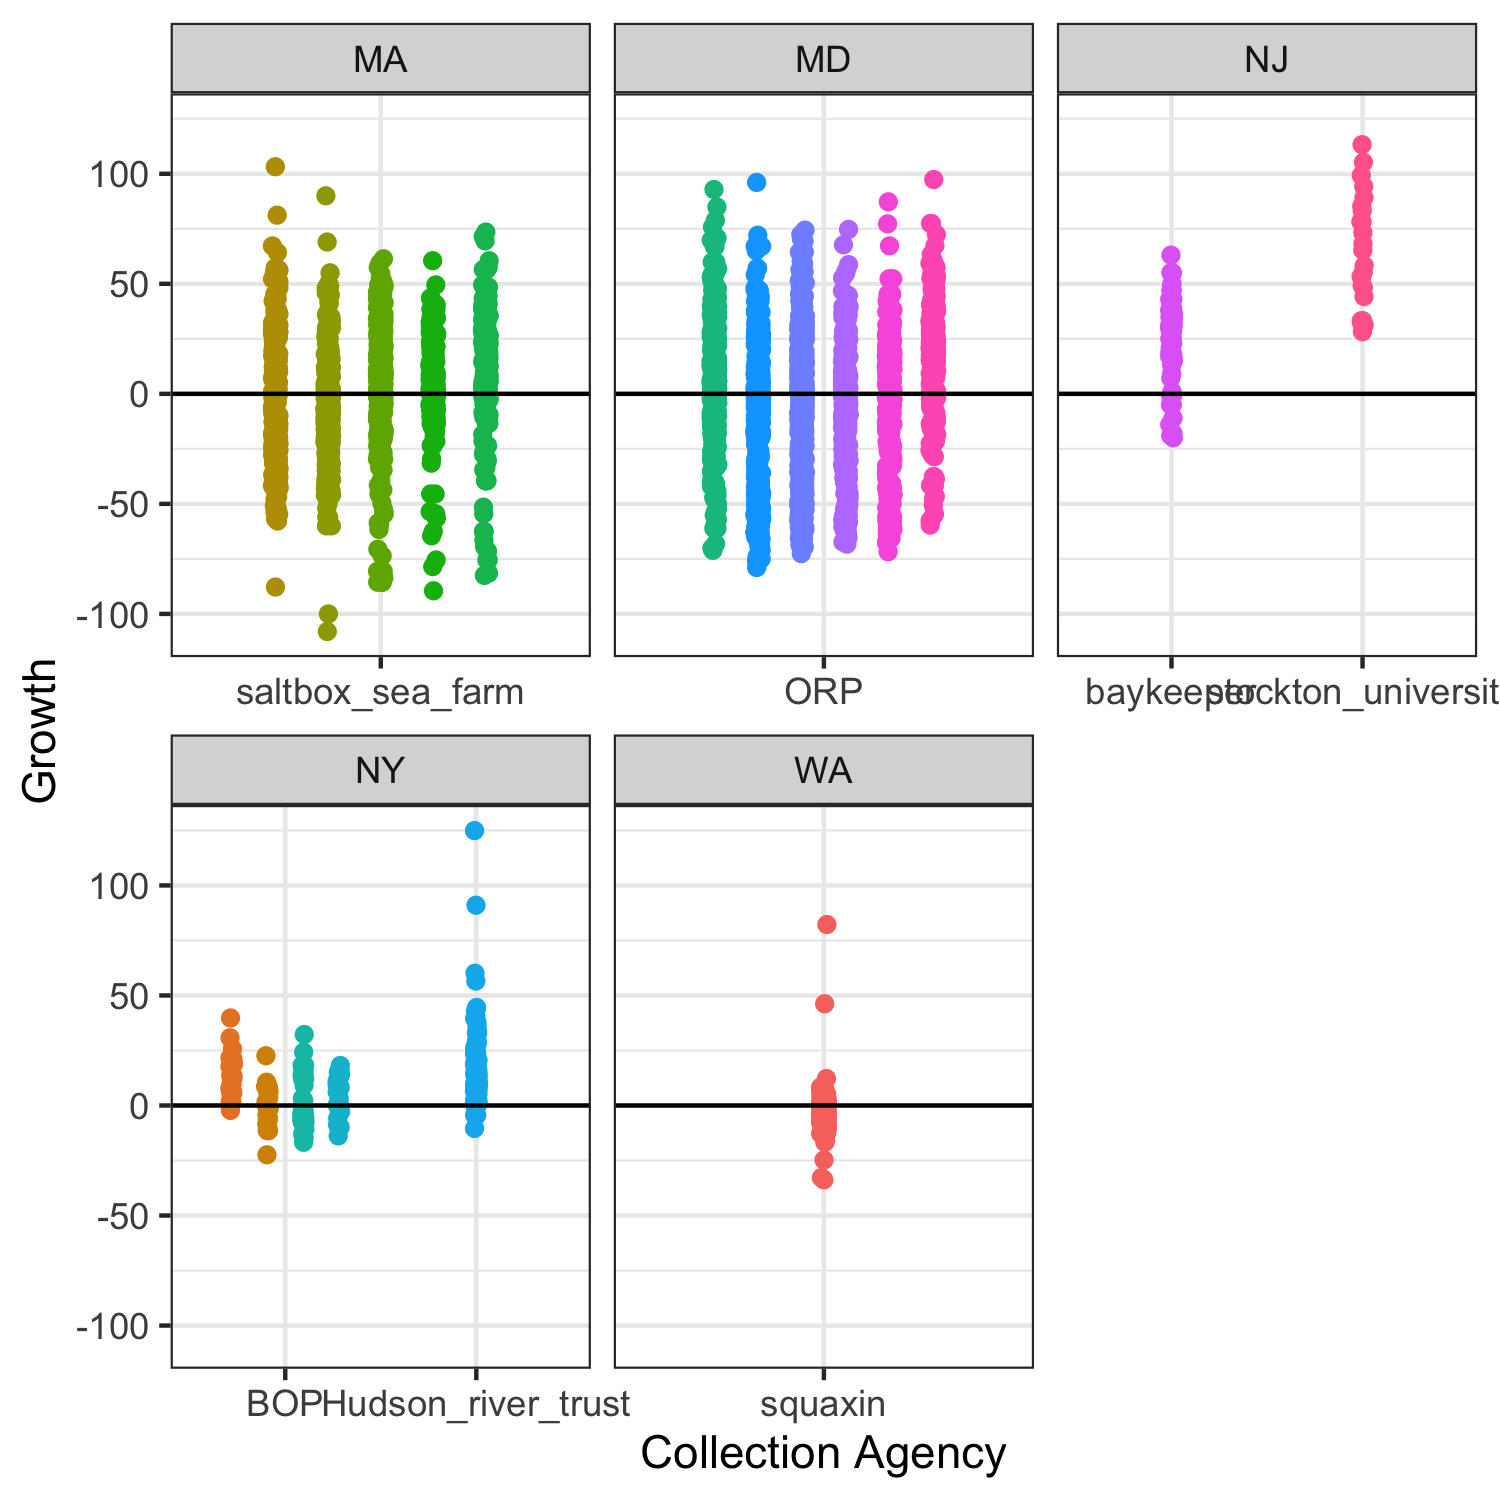 MA MD NJ
100
50
0
-50
-100
saltbox_sea_farm ORP baykeeper stockton_universit
Growth
NY WA
100
50
0
-50
-100
BOP Hudson_river_trust squaxin
Collection Agency